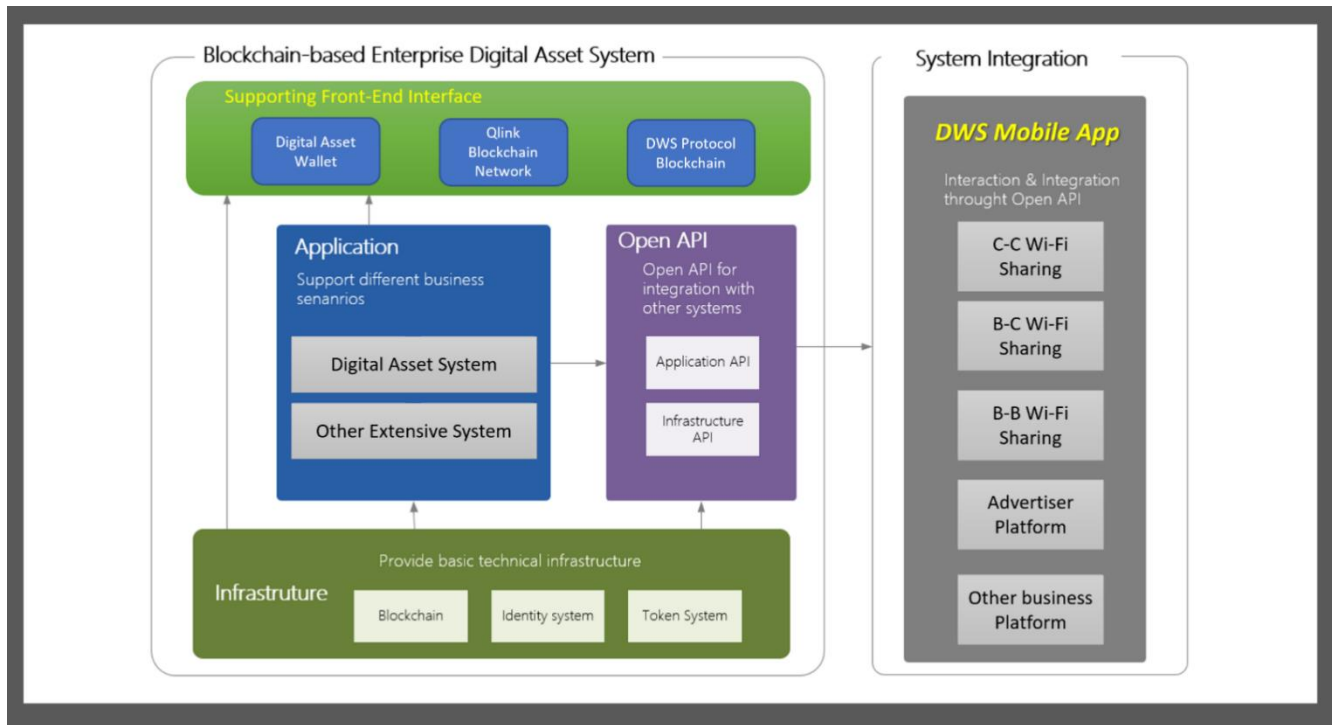 Blockchain-based Enterprise Digital Asset System
Supporting Front-End Interface
Digital Asset
Wallet
Qlink
Blockchain
Network
DWS Protocol
Blockchain
Application
Support different business
senanrios
Digital Asset System
Other Extensive System
Open API
Open API for
integration with
other systems
Application API
Infrastructure
API
Provide basic technical infrastructure
Infrastruture
Blockchain
Identity system
Token System
System Integration
DWS Mobile App
Interaction & Integration
throught Open API
C-C Wi-Fi
Sharing
B-C Wi-Fi
Sharing
B-B Wi-Fi
Sharing
Advertiser
Platform
Other business
Platform